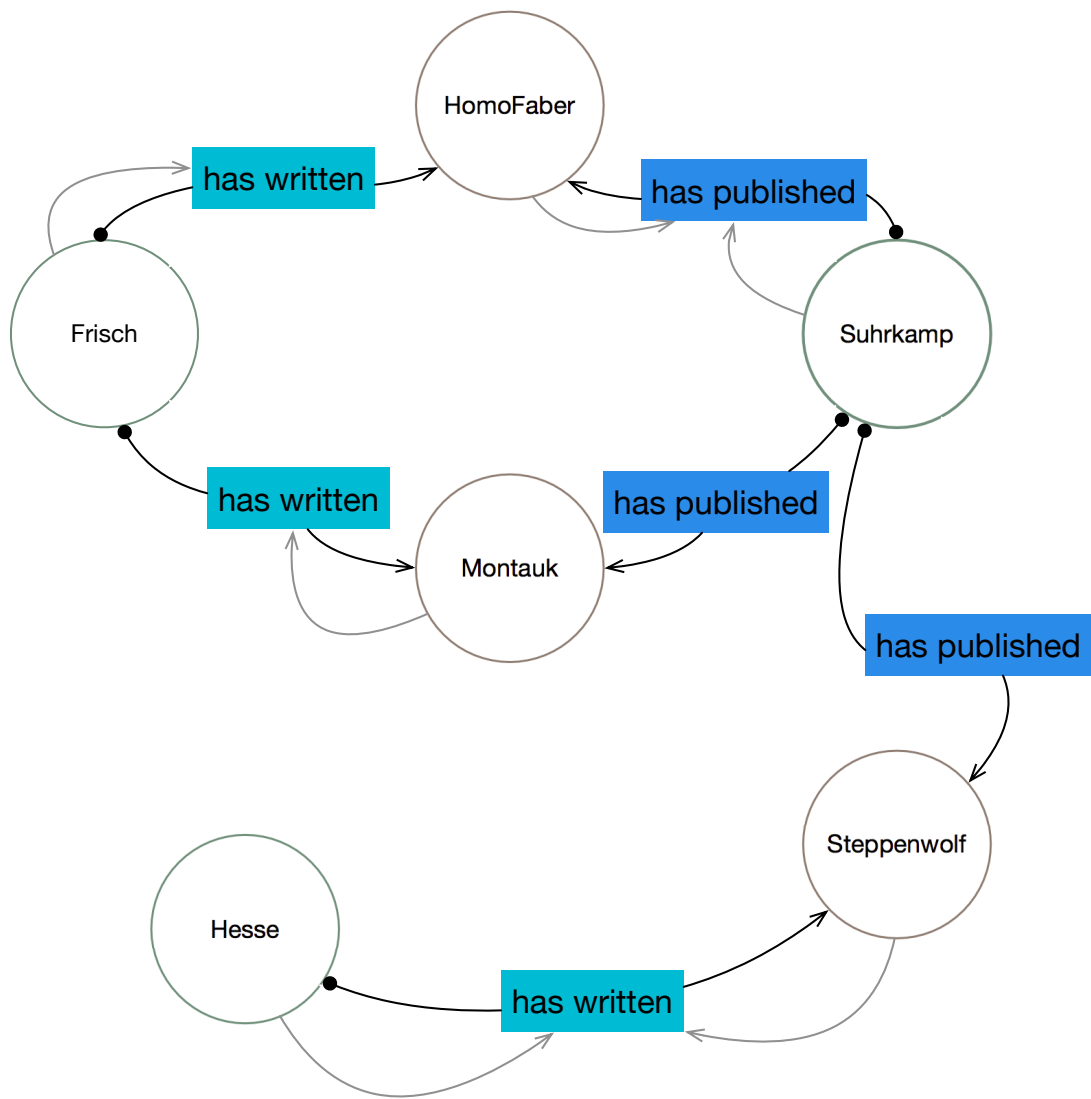 HomoFaber
has written
has published
Frisch
Suhrkamp
has written
has published
Montauk
has published
Steppenwolf
Hesse
has written